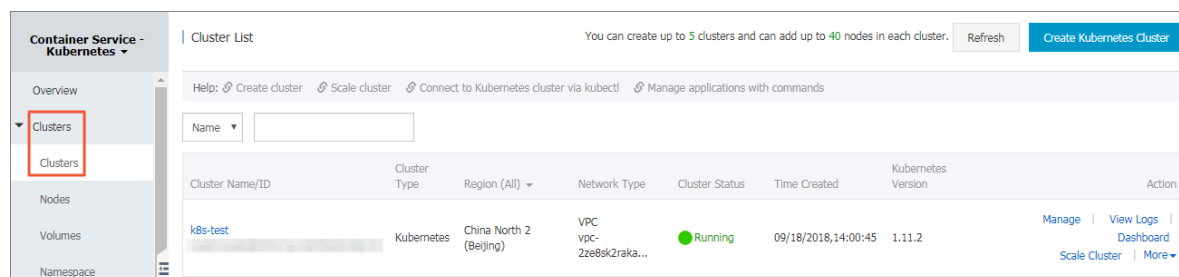 Container Service -
Kubernetes
Overview
Clusters
Clusters
Nodes
Volumes
Namespace
Cluster List
You can create up to 5 clusters and can add up to 40 nodes in each cluster.
Refresh
Create Kubernetes Cluster
Help: Create cluster Scale cluster Connect to Kubernetes cluster via kubectl Manage applications with commands
Name
Cluster Name/ID
Cluster
Type
Region (All)
Network Type
Cluster Status
Time Created
Kubernetes
Version
Action
k8s-test
Kubernetes
China North 2
(Beijing)
VPC
vpc-
2ze8sk2raka...
Running
09/18/2018,14:00:45
1.11.2
Manage | View Logs |
Dashboard
Scale Cluster | More